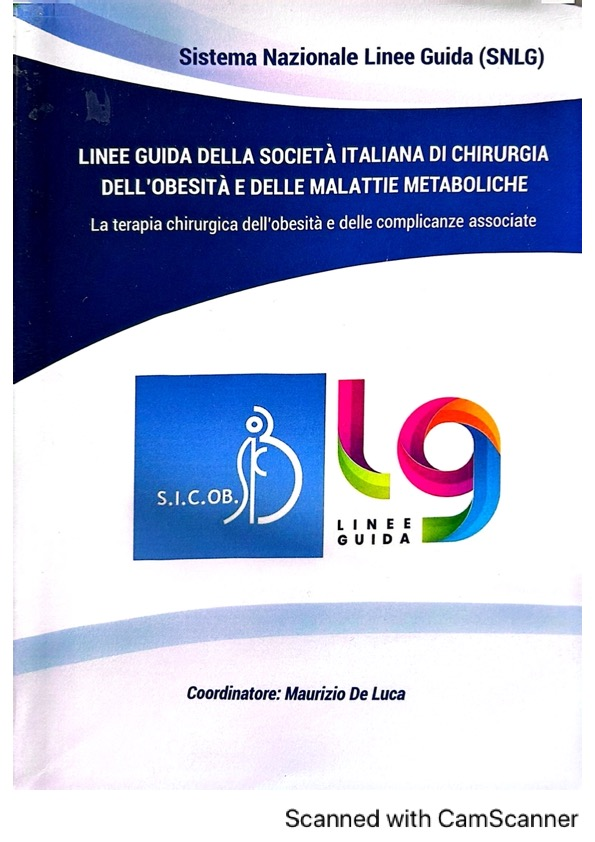 Sistema Nazionale Linee Guida (SNLG)
LINEE GUIDA DELLA SOCIETÀ ITALIANA DI CHIRURGIA
DELL'OBESITÀ E DELLE MALATTIE METABOLICHE
La terapia chirurgica dell'obesità e delle complicanze associate
S.I.C.OB.
lg
LINEE
GUIDA
Coordinatore: Maurizio De Luca
Scanned with CamScanner